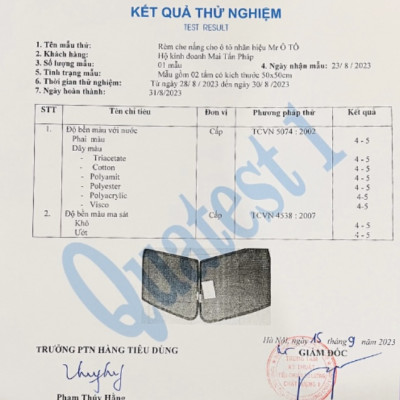 KẾT QUẢ THỬ NGHIỆM
TEST RESULT
1. Tên mẫu thử: Rèm che nắng cho ô tô nhãn hiệu Mr Ô TÔ
2. Khách hàng: Hộ kinh doanh Mai Tấn Pháp
3. Số lượng mẫu: 01 mẫu 4. Ngày nhận mẫu: 23/ 8 /2023
5. Tình trạng mẫu: Mẫu gồm 02 tấm có kích thước 50x50cm
6. Thời gian thử nghiệm: Từ ngày 28/ 8 / 2023 đến ngày 30/ 8 /2023
7. Ngày hoàn thành: 31/8/2023
STT Tên chỉ tiêu Đơn vị Phương pháp thử Kết quả
1. Độ bền màu với nước Cấp TCVN 5074 : 2002
Phai màu 4 - 5
Dây màu
- Triacetate 4 - 5
- Cotton 4 - 5
- Polyamit 4 - 5
- Polyester 4 - 5
- Polyacrylic 4 - 5
- Visco 4 - 5
2. Độ bền màu ma sát Cấp TCVN 4538 : 2007
Khô 4 - 5
Ướt 4 - 5
Quatest 1
Hà Nội, ngày 15 tháng 9 năm 2023
TRƯỞNG PTN HÀNG TIÊU DÙNG GIÁM ĐỐC
Phạm Thúy Hằng